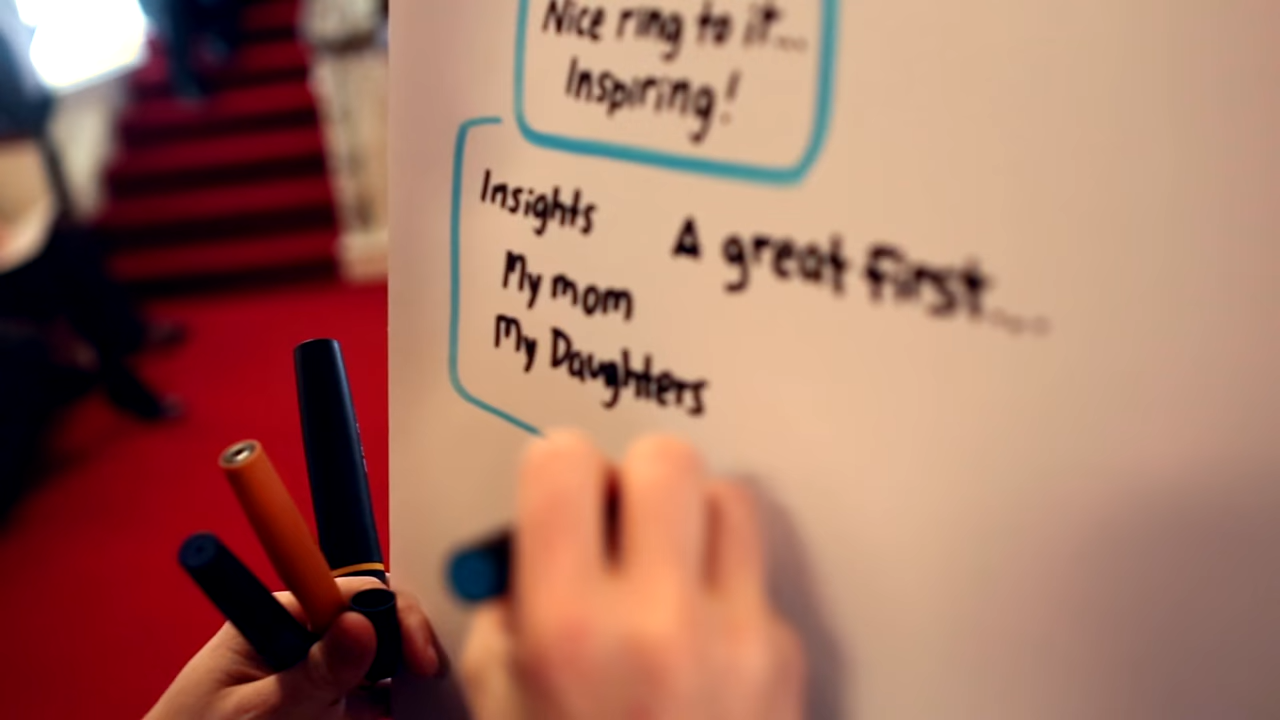 Nice ring to it...
Inspiring!
Insights
A great first...
My mom
My Daughters